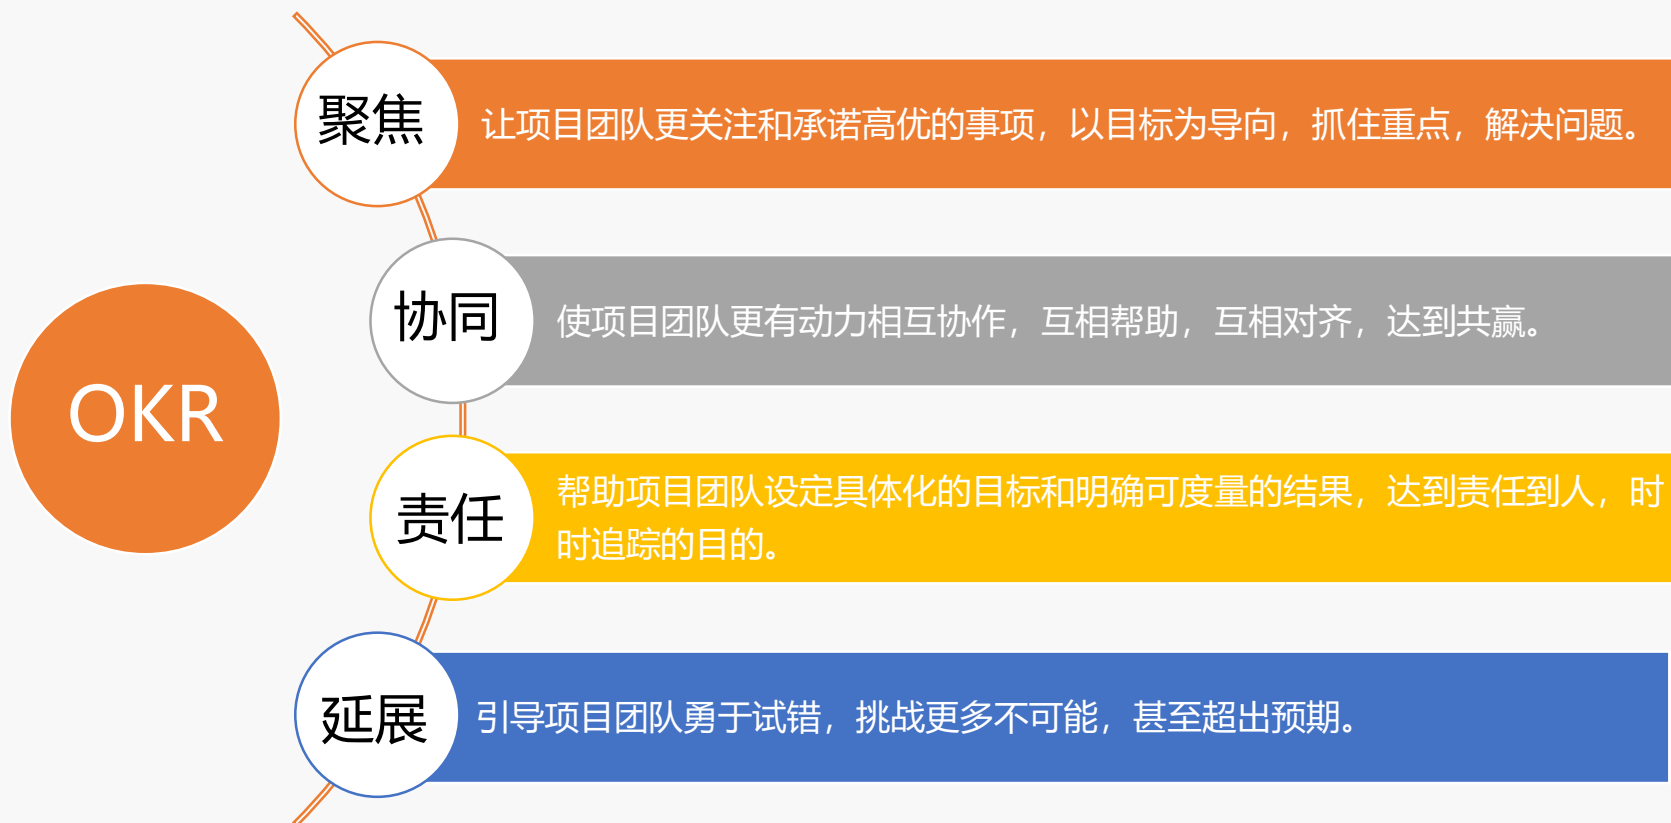 OKR
聚焦
让项目团队更关注和承诺高优的事项，以目标为导向，抓住重点，解决问题。
协同
使项目团队更有动力相互协作，互相帮助，互相对齐，达到共赢。
责任
帮助项目团队设定具体化的目标和明确可度量的结果，达到责任到人，时
时追踪的目的。
延展
引导项目团队勇于试错，挑战更多不可能，甚至超出预期。